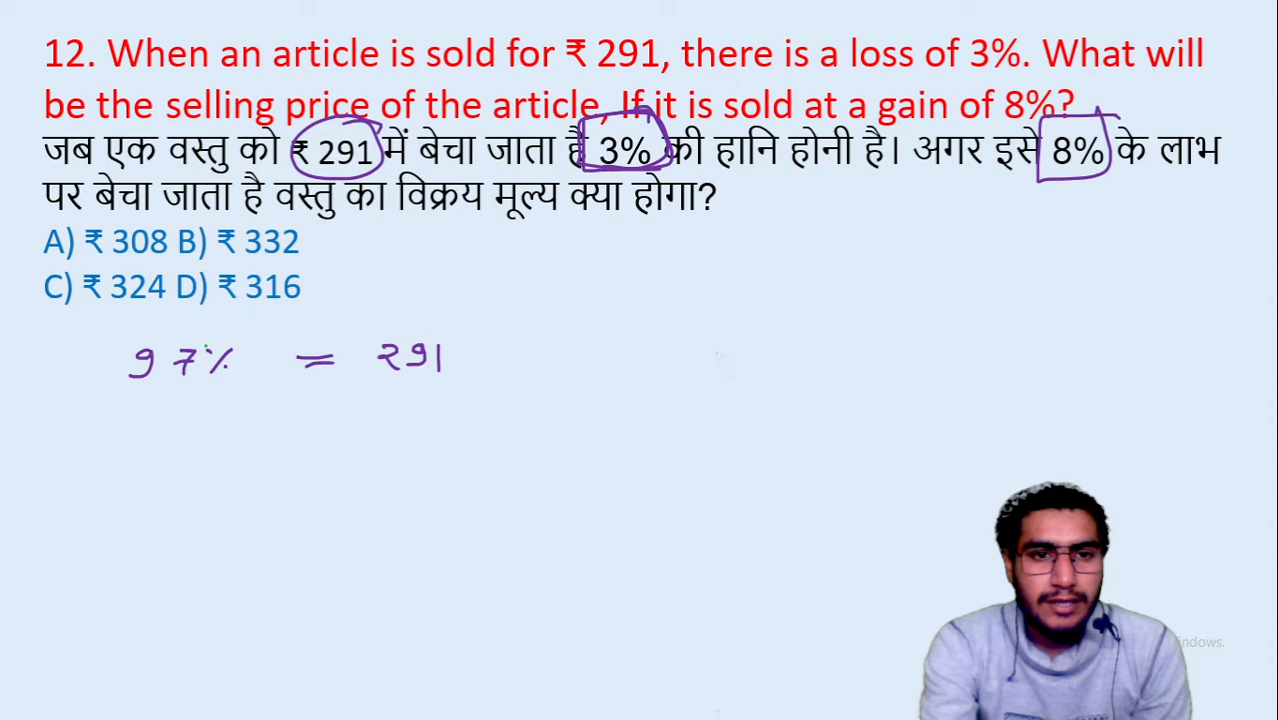 12. When an article is sold for ₹ 291, there is a loss of 3%. What will
be the selling price of the article, If it is sold at a gain of 8%?
जब एक वस्तु को ₹ 291 में बेचा जाता है 3% की हानि होनी है। अगर इसे 8% के लाभ
पर बेचा जाता है वस्तु का विक्रय मूल्य क्या होगा?
A) ₹ 308 B) ₹ 332
C) ₹ 324 D) ₹ 316
97% = 291
ndows.